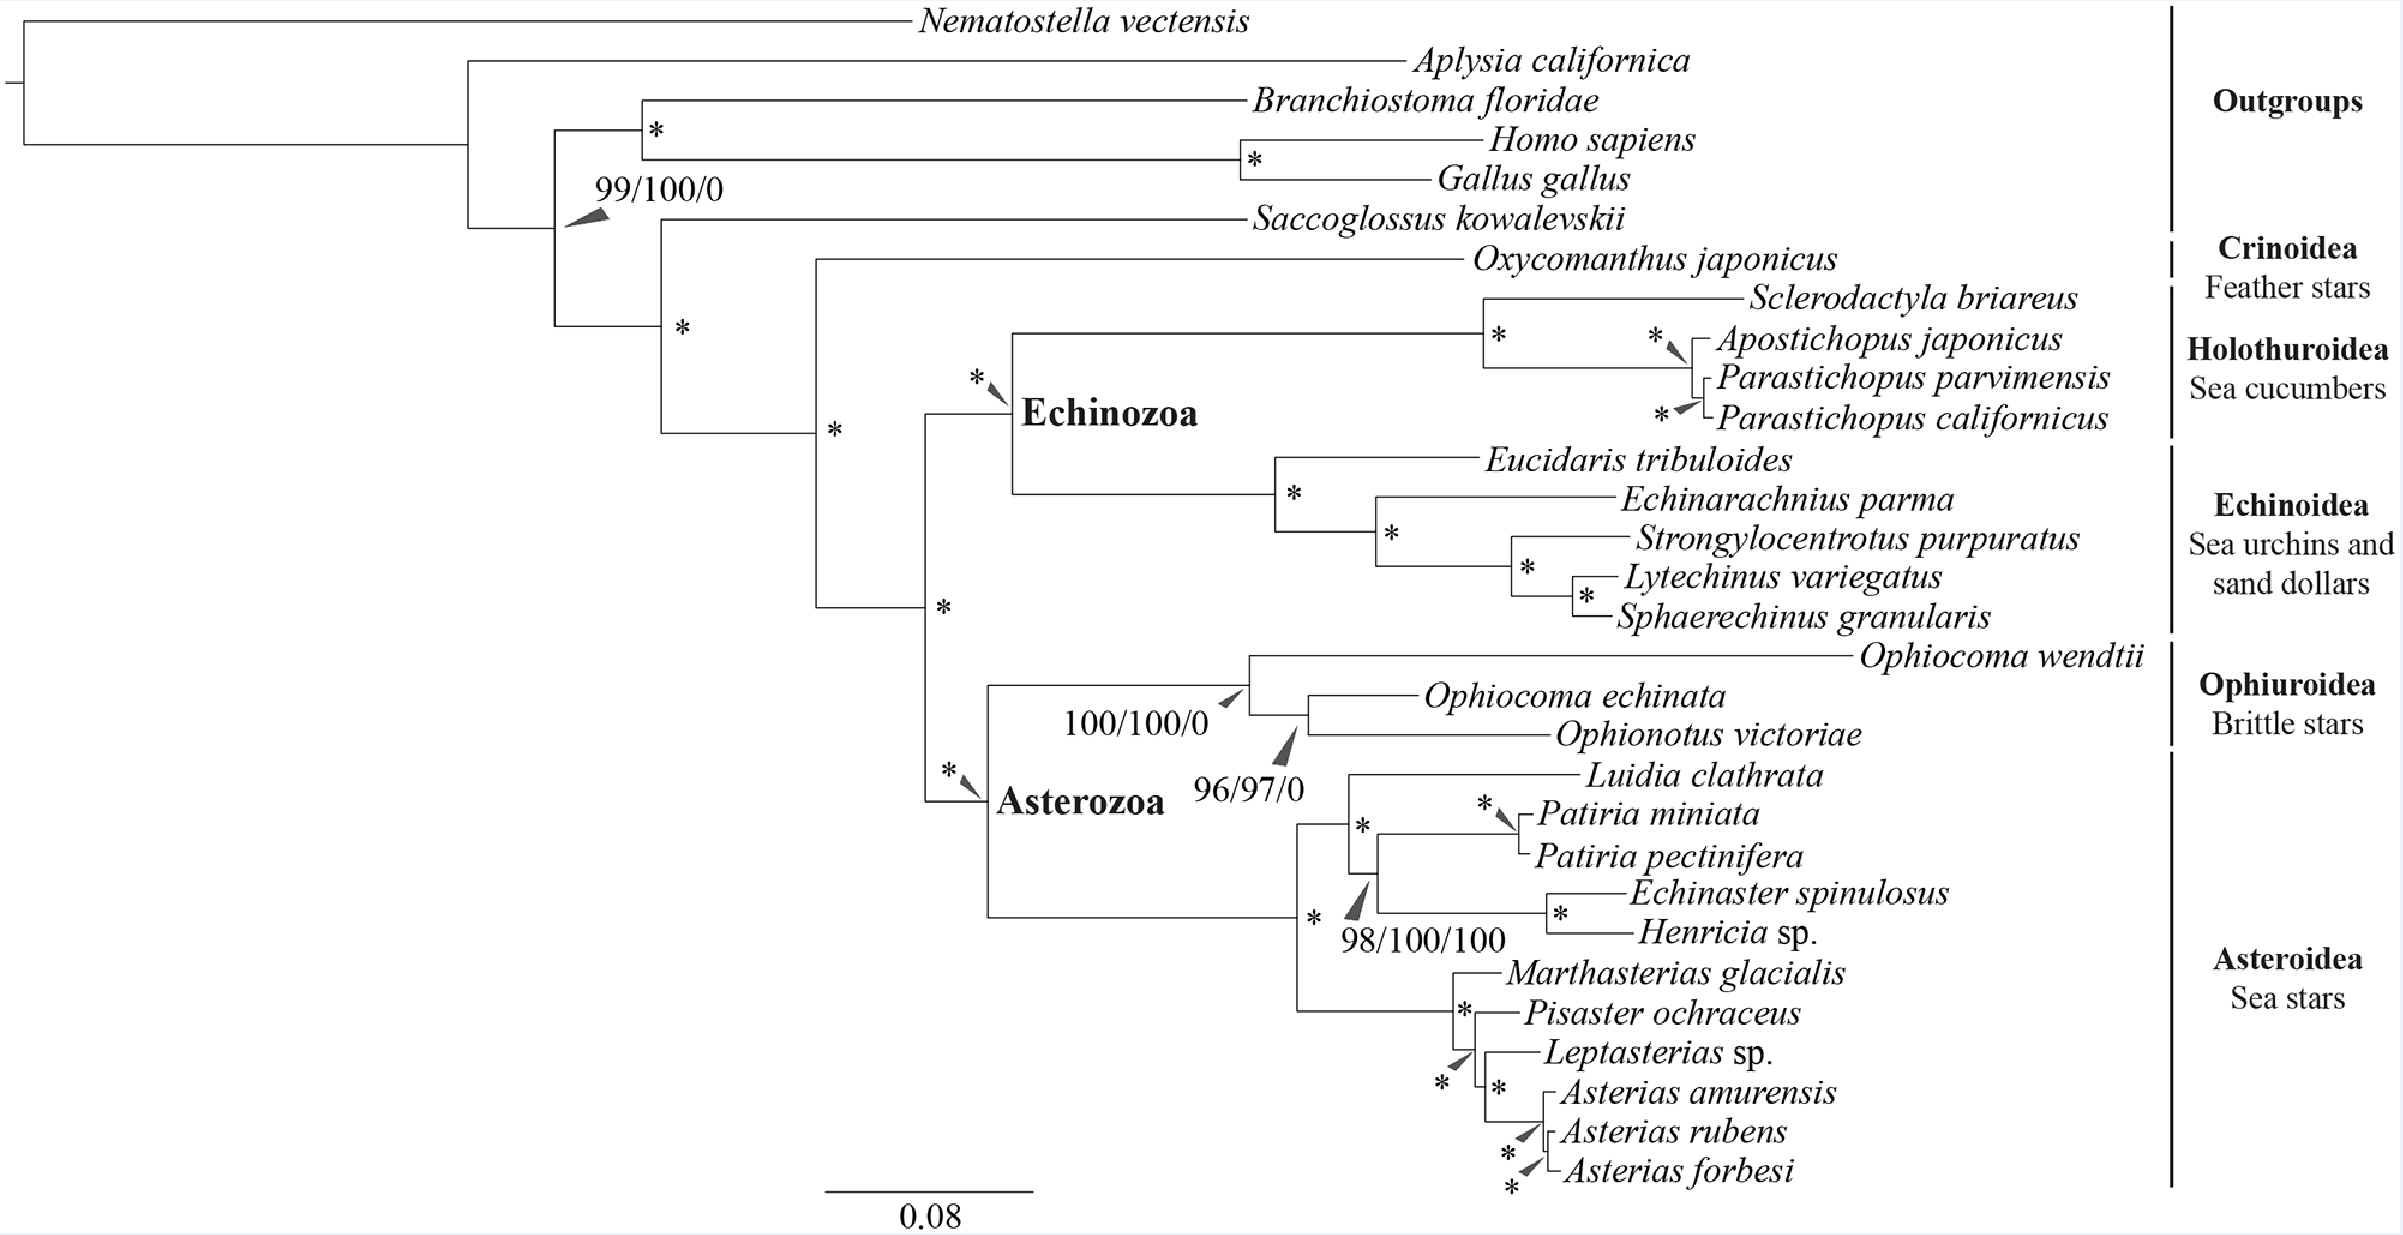 Nematostella vectensis
Aplysia californica
Branchiostoma floridae
Outgroups
*
Homo sapiens
*
Gallus gallus
99/100/0
Saccoglossus kowalevskii
Crinoidea
Oxycomanthus japonicus
Feather stars
Sclerodactyla briareus
*
*
*
Apostichopus japonicus
Holothuroidea
*
Parastichopus parvimensis
Sea cucumbers
Echinozoa
*
Parastichopus californicus
*
Eucidaris tribuloides
*
Echinarachnius parma
Echinoidea
*
Strongylocentrotus purpuratus
Sea urchins and
*
Lytechinus variegatus
sand dollars
*
*
Sphaerechinus granularis
Ophiocoma wendtii
Ophiuroidea
Ophiocoma echinata
100/100/0
Brittle stars
Ophionotus victoriae
*
Luidia clathrata
96/97/0
Asterozoa
*
Patiria miniata
*
Patiria pectinifera
Echinaster spinulosus
*
*
Henricia sp.
98/100/100
Asteroidea
Marthasterias glacialis
Sea stars
*
Pisaster ochraceus
Leptasterias sp.
*
*
Asterias amurensis
Asterias rubens
*
Asterias forbesi
*
0.08